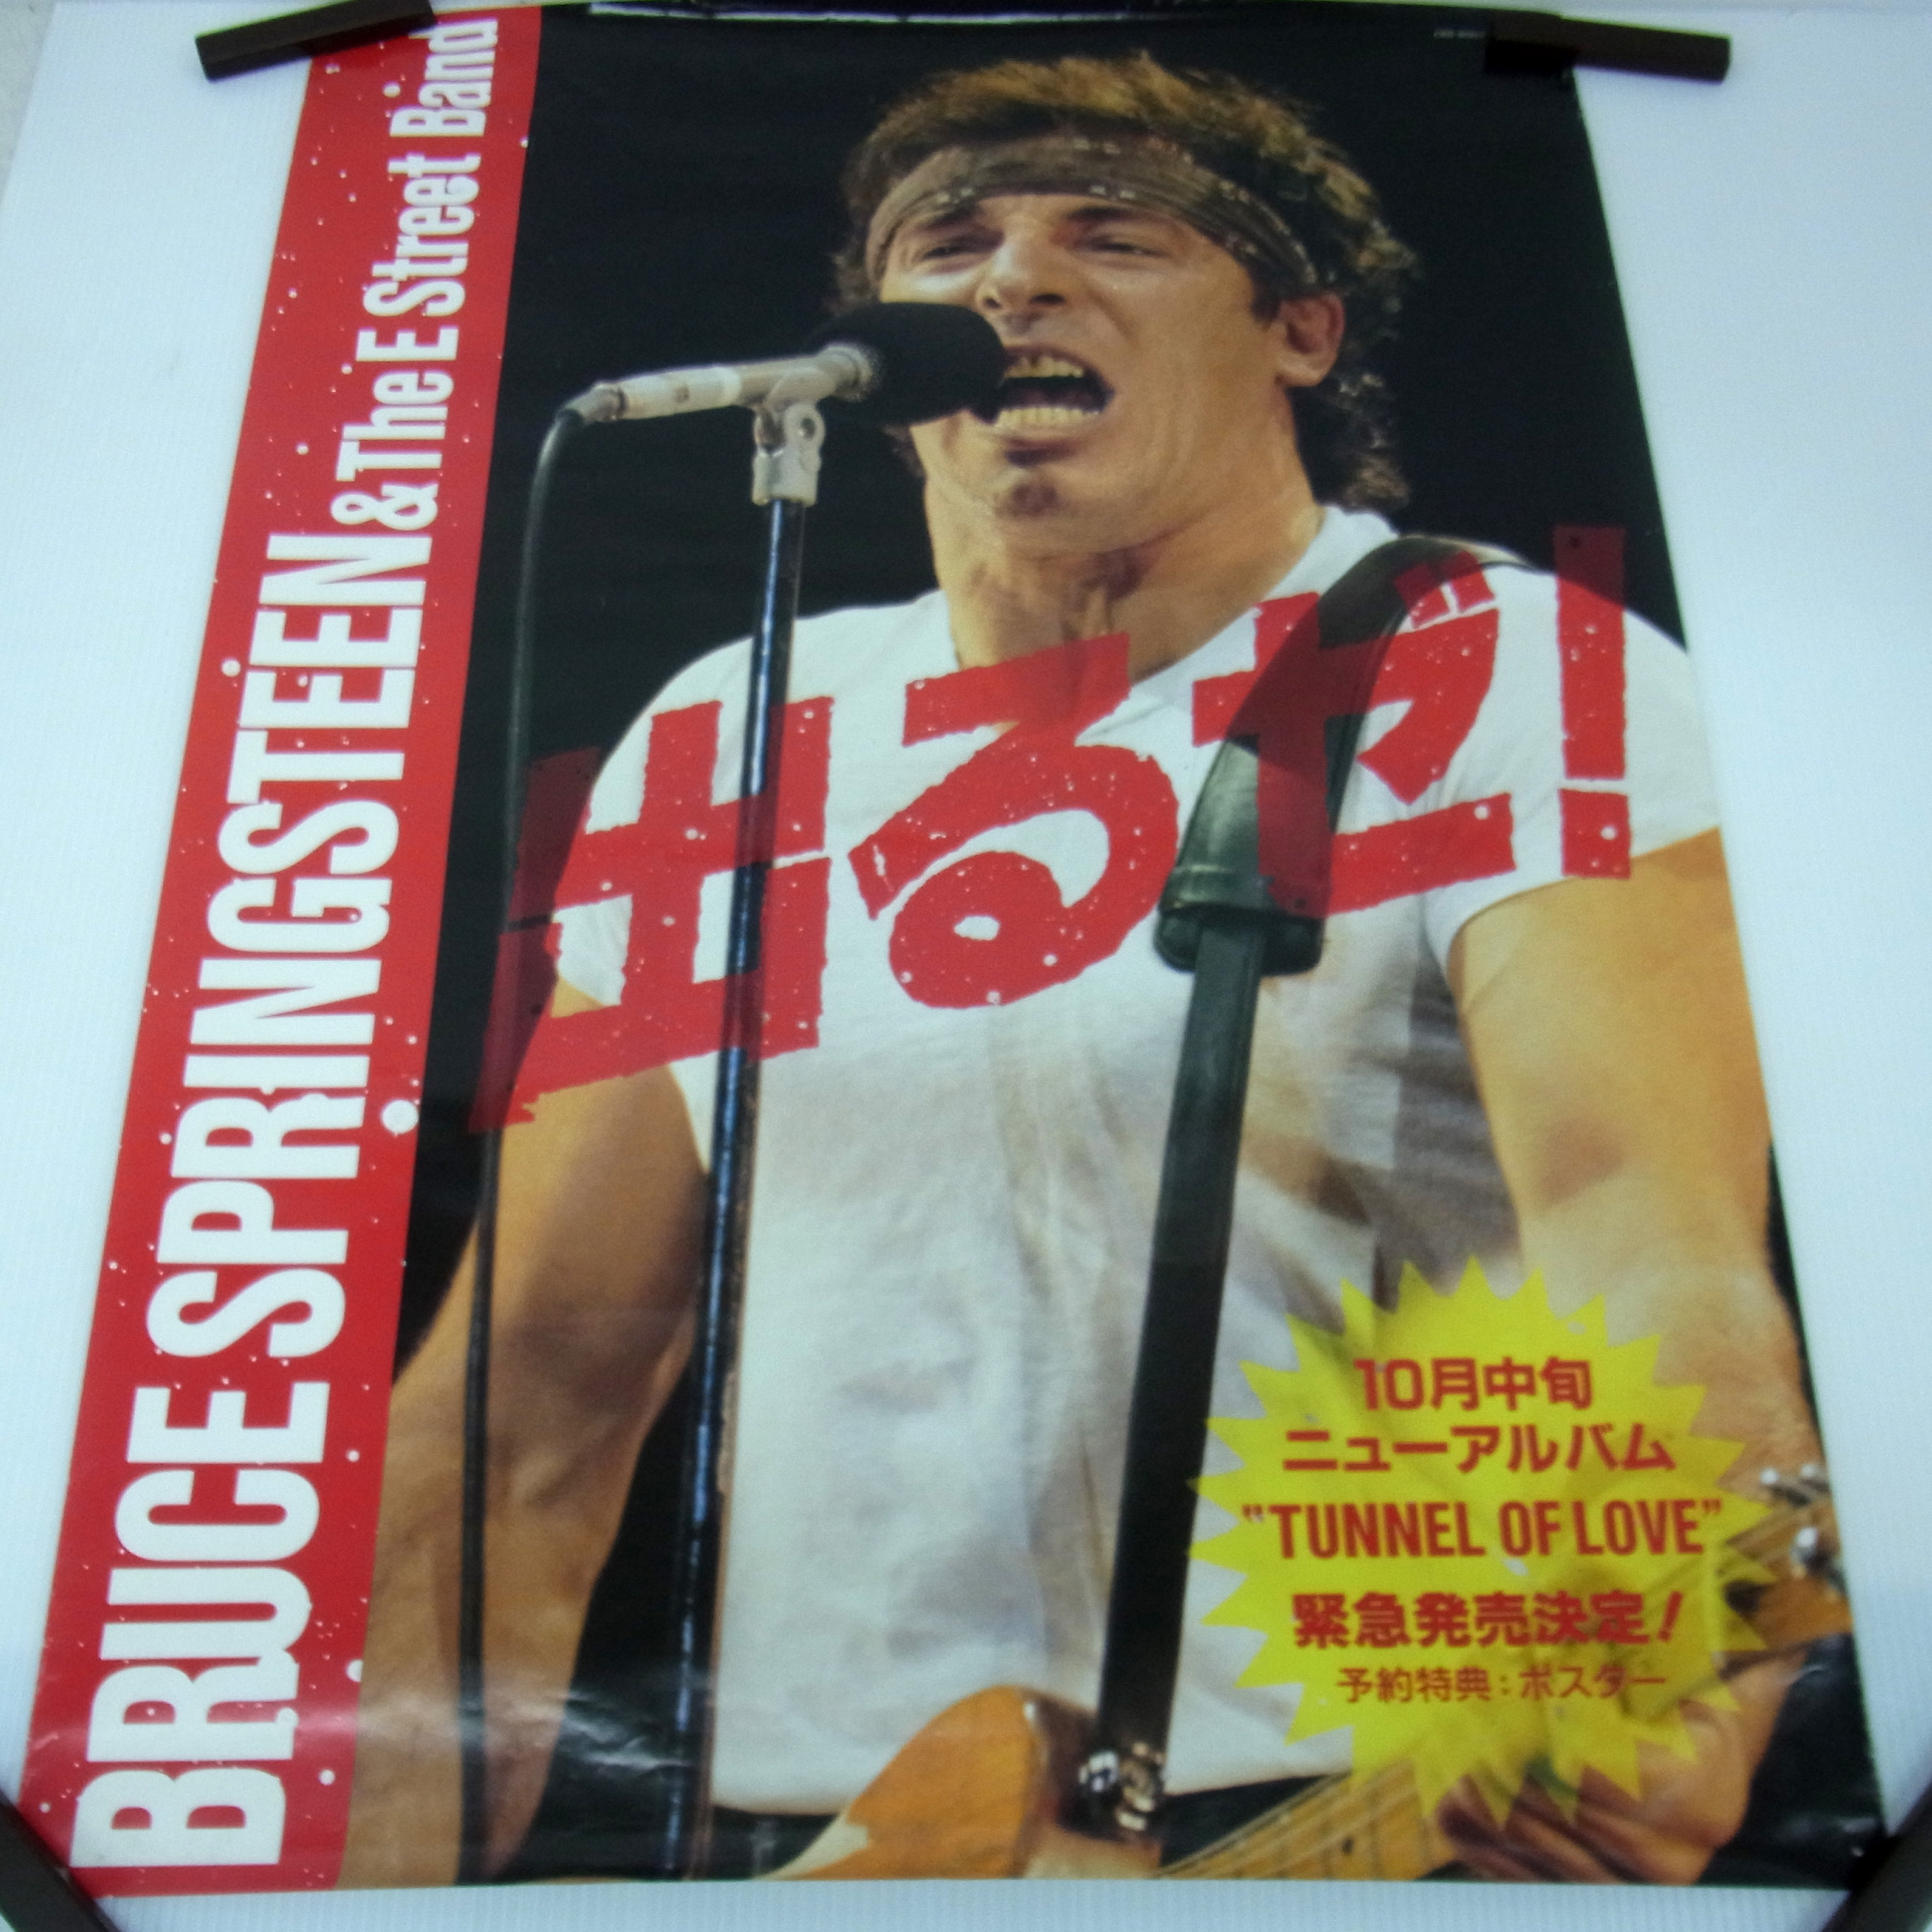 BRUCE SPRINGSTEEN & The E Street Band
出るぜ!
10月中旬
ニューアルバム
"TUNNEL OF LOVE"
緊急発売決定!
予約特典:ポスター